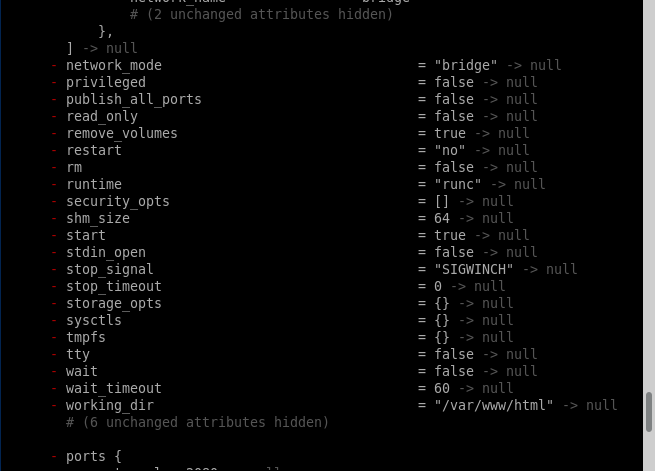 # (2 unchanged attributes hidden)
},
] -> null
- network_mode = "bridge" -> null
- privileged = false -> null
- publish_all_ports = false -> null
- read_only = false -> null
- remove_volumes = true -> null
- restart = "no" -> null
- rm = false -> null
- runtime = "runc" -> null
- security_opts = [] -> null
- shm_size = 64 -> null
- start = true -> null
- stdin_open = false -> null
- stop_signal = "SIGWINCH" -> null
- stop_timeout = 0 -> null
- storage_opts = {} -> null
- sysctls = {} -> null
- tmpfs = {} -> null
- tty = false -> null
- wait = false -> null
- wait_timeout = 60 -> null
- working_dir = "/var/www/html" -> null
# (6 unchanged attributes hidden)
- ports {